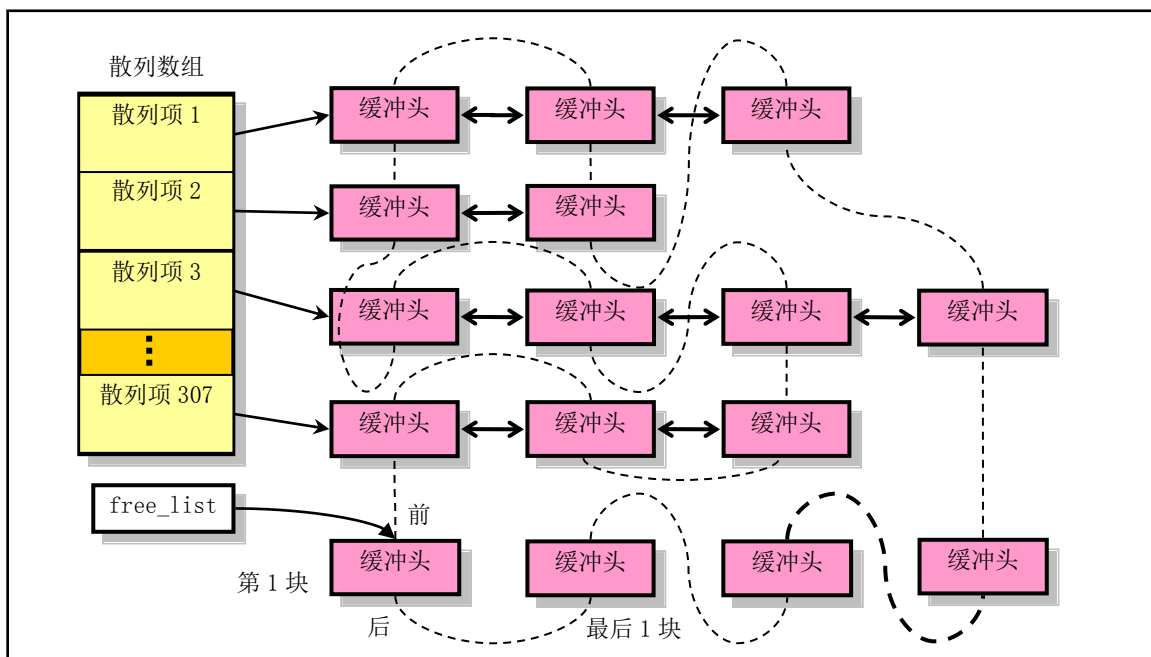 散列数组
散列项 1
缓冲头
缓冲头
缓冲头
散列项 2
缓冲头
缓冲头
散列项 3
缓冲头
缓冲头
缓冲头
缓冲头
散列项 307
缓冲头
缓冲头
缓冲头
free_list
前
缓冲头
缓冲头
缓冲头
缓冲头
第 1 块
后
最后 1 块